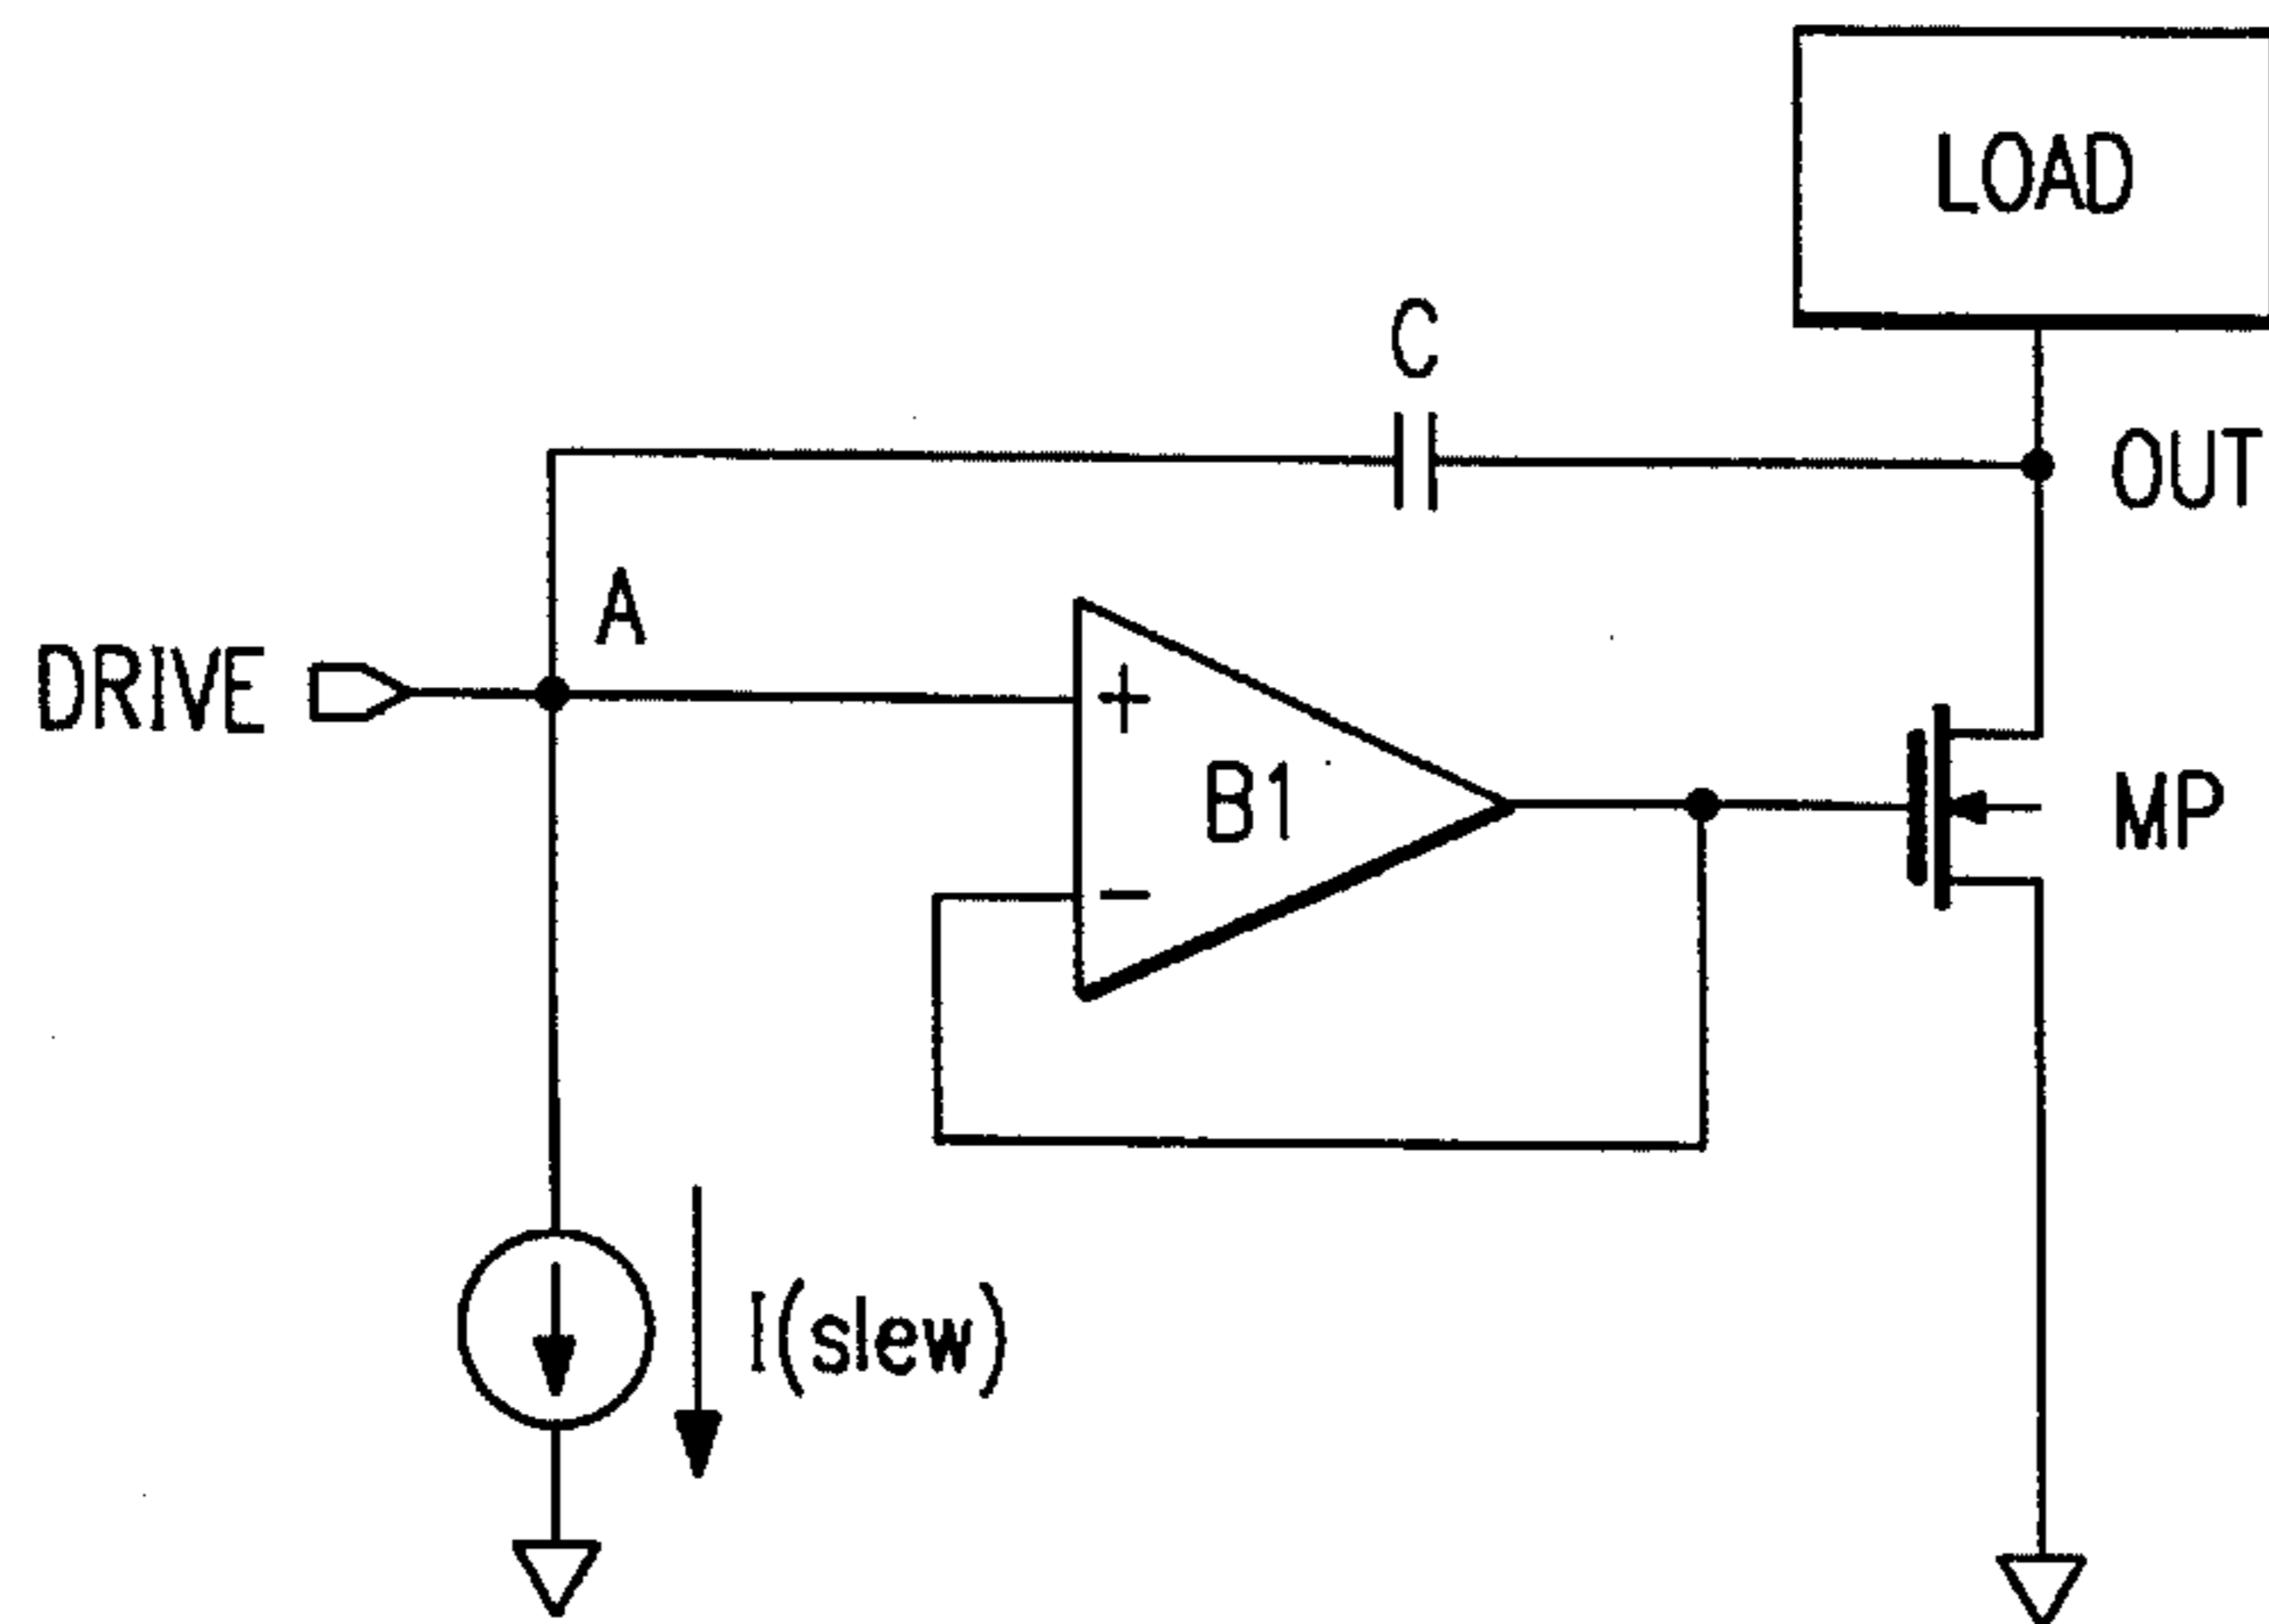 LOAD
C
OUT
A
DRIVE
+
B1
MP
−
I(slew)